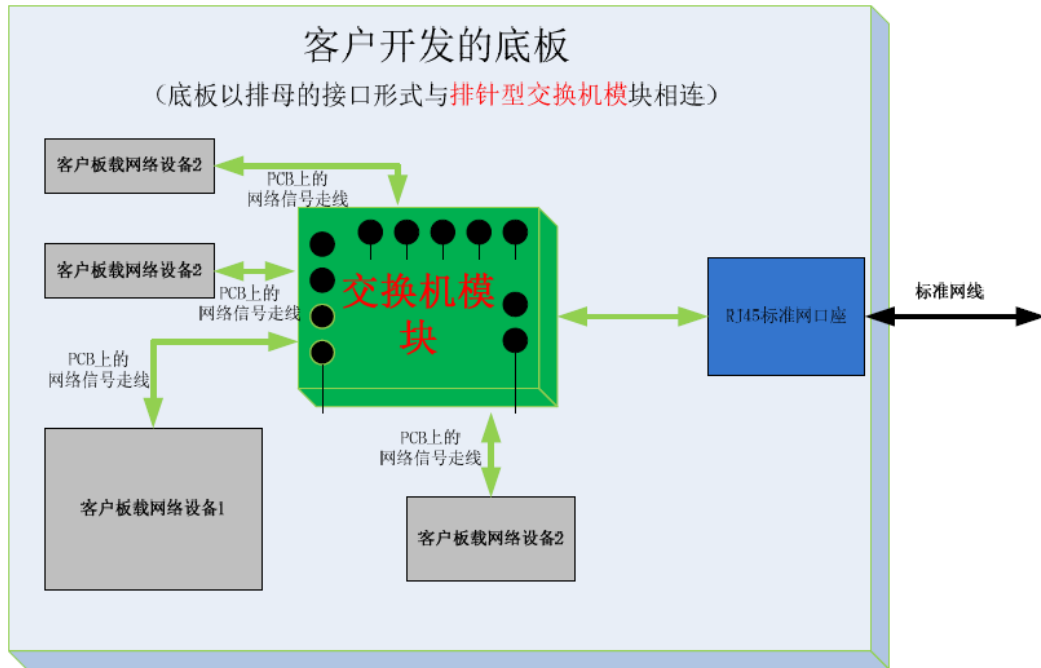 客户开发的底板
（底板以排母的接口形式与排针型交换机模块相连）
客户板载网络设备2
PCB上的
网络信号走线
客户板载网络设备2
PCB上的
网络信号走线
交换机模
块
RJ45标准网口座
标准网线
PCB上的
网络信号走线
PCB上的
网络信号走线
客户板载网络设备1
客户板载网络设备2